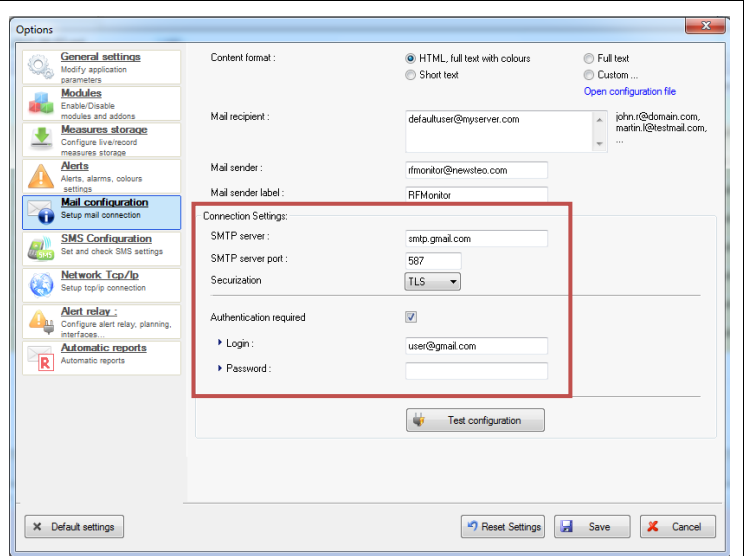 Options
General settings
Modify application
parameters
Modules
Enable/Disable
modules and addons
Measures storage
Configure live/record
measures storage
Alerts
Alerts, alarms, colours
settings
Mail configuration
Setup mail connection
SMS Configuration
Set and check SMS settings
Network Tcp/Ip
Setup tcp/ip connection
Alert relay :
Configure alert relay, planning,
interfaces...
Automatic reports
Automatic reports
Content format :
HTML, full text with colours
Full text
Short text
Custom ...
Open configuration file
Mail recipient :
defaultuser@myserver.com
john.r@domain.com,
martin.l@testmail.com,
...
Mail sender :
rfmonitor@newsteo.com
Mail sender label :
RFMonitor
Connection Settings:
SMTP server :
smtp.gmail.com
SMTP server port :
587
Securization
TLS
Authentication required
Login :
user@gmail.com
Password :
Test configuration
Default settings
Reset Settings
Save
Cancel